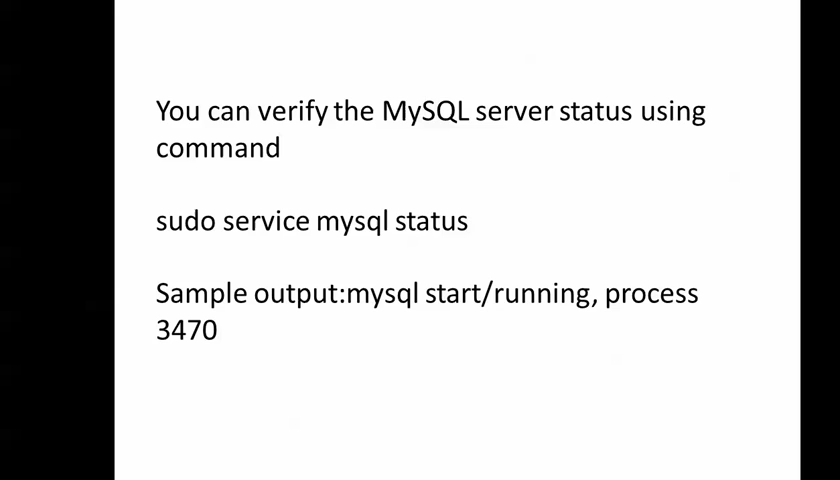 You can verify the MySQL server status using
command
sudo service mysql status
Sample output:mysql start/running, process
3470